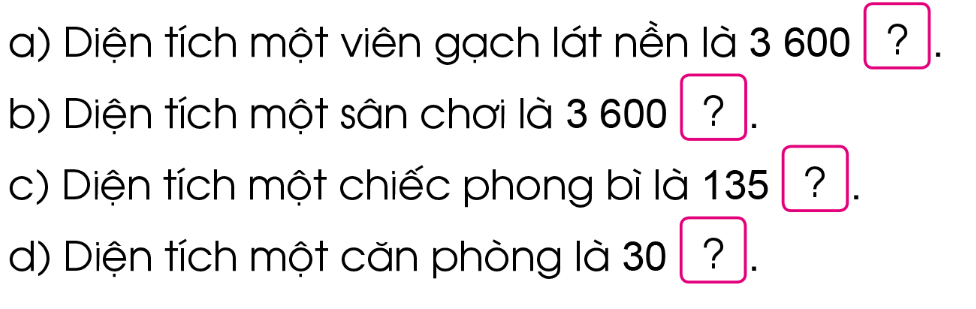 a) Diện tích một viên gạch lát nền là 3 600 ?.
b) Diện tích một sân chơi là 3 600 ?.
c) Diện tích một chiếc phong bì là 135 ?.
d) Diện tích một căn phòng là 30 ?.